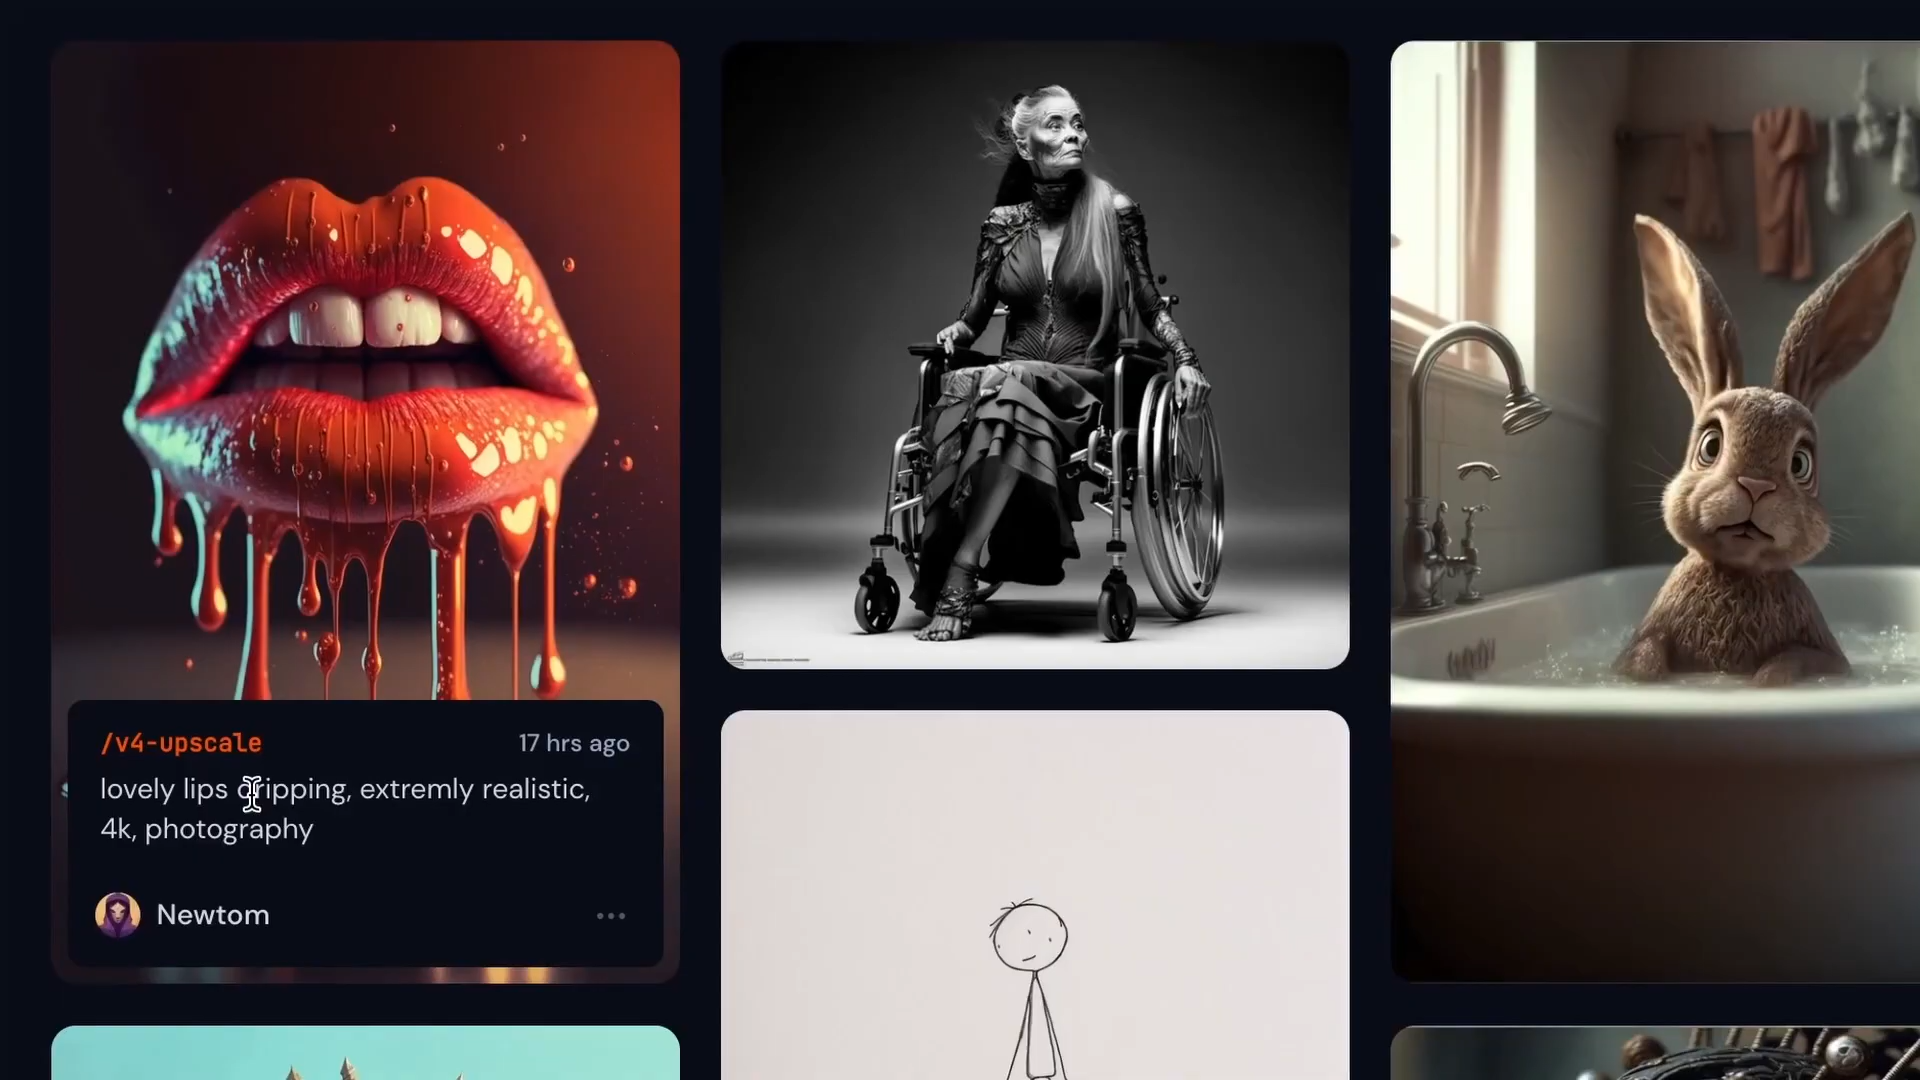 /v4-upscale 17 hrs ago
lovely lips dripping, extremly realistic,
4k, photography
Newtom